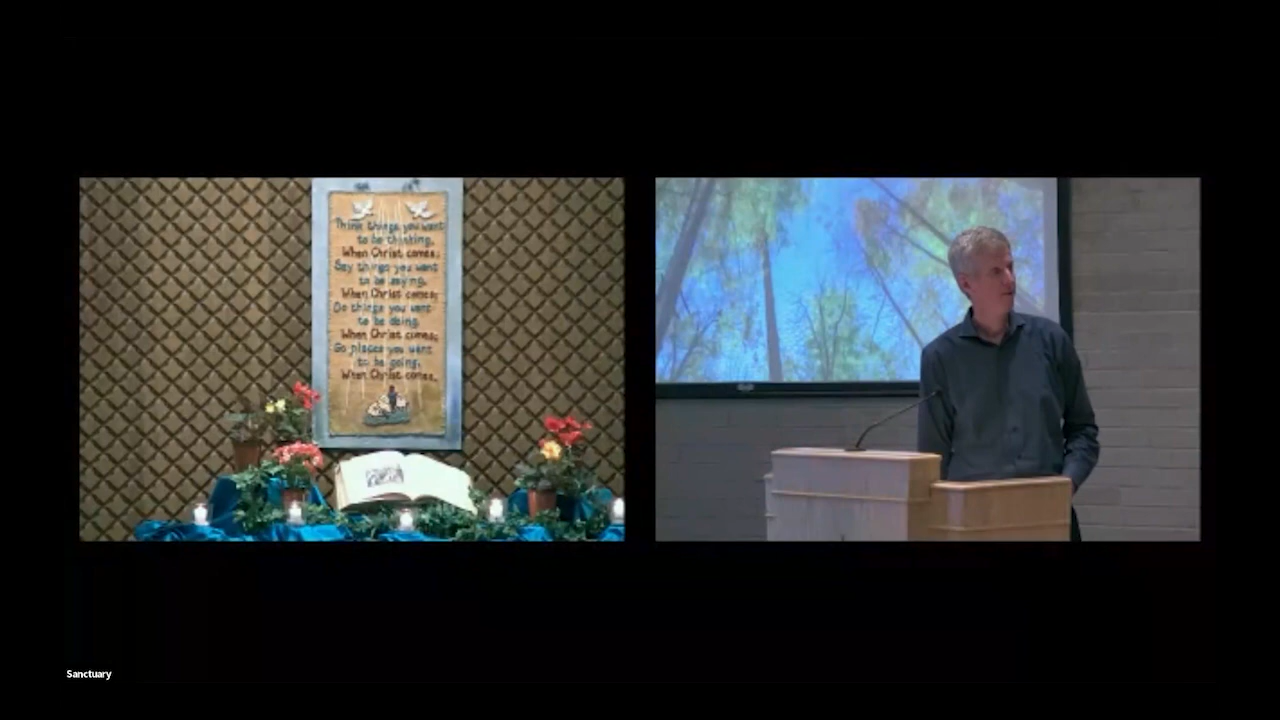 Think things you want
to be thinking,
When Christ comes;
Say things you want
to be saying,
When Christ comes;
Do things you want
to be doing,
When Christ comes;
Go places you want
to be going,
When Christ comes.
Sanctuary